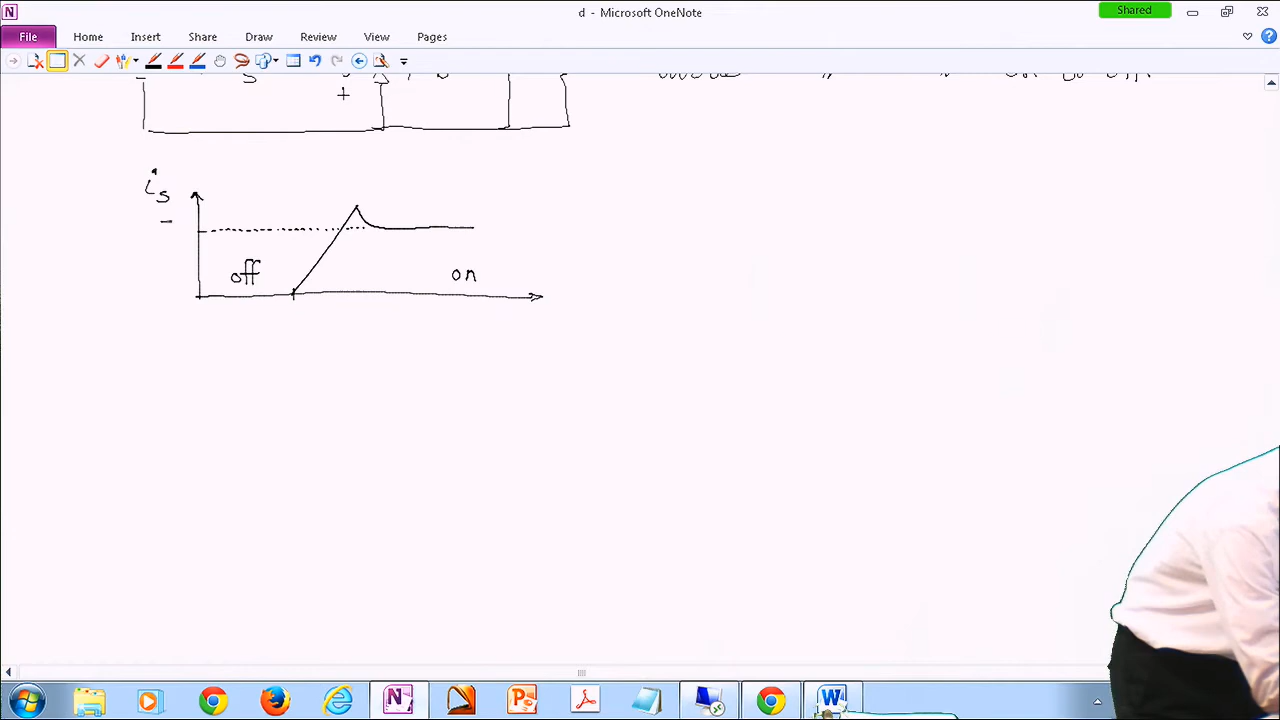 d - Microsoft OneNote
Shared
File Home Insert Share Draw Review View Pages
+
is
off
on